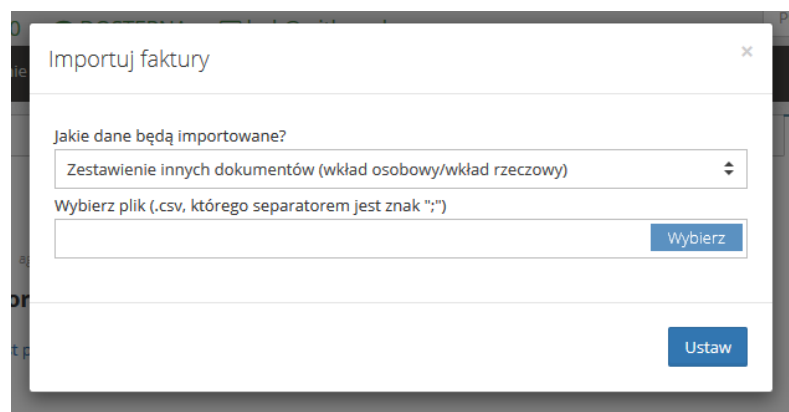 Importuj faktury
×
Jakie dane będą importowane?
Zestawienie innych dokumentów (wkład osobowy/wkład rzeczowy)
Wybierz plik (.csv, którego separatorem jest znak ";")
Wybierz
Ustaw